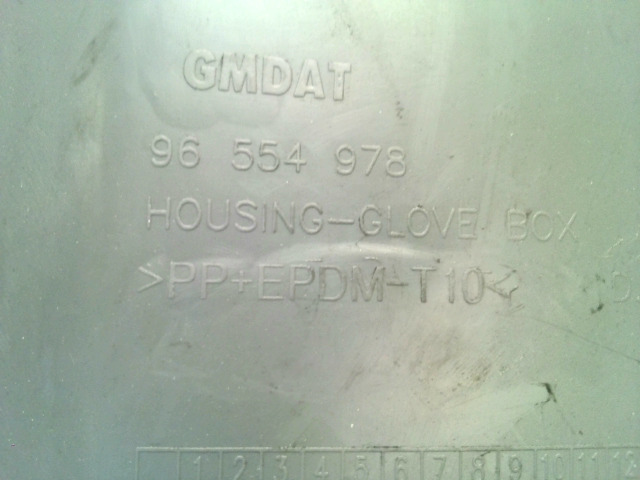 GMDAT
96 554 978
HOUSING-GLOVE BOX
>PP+EPDM-T10<
1 2 3 4 5 6 7 8 9 10 11 12